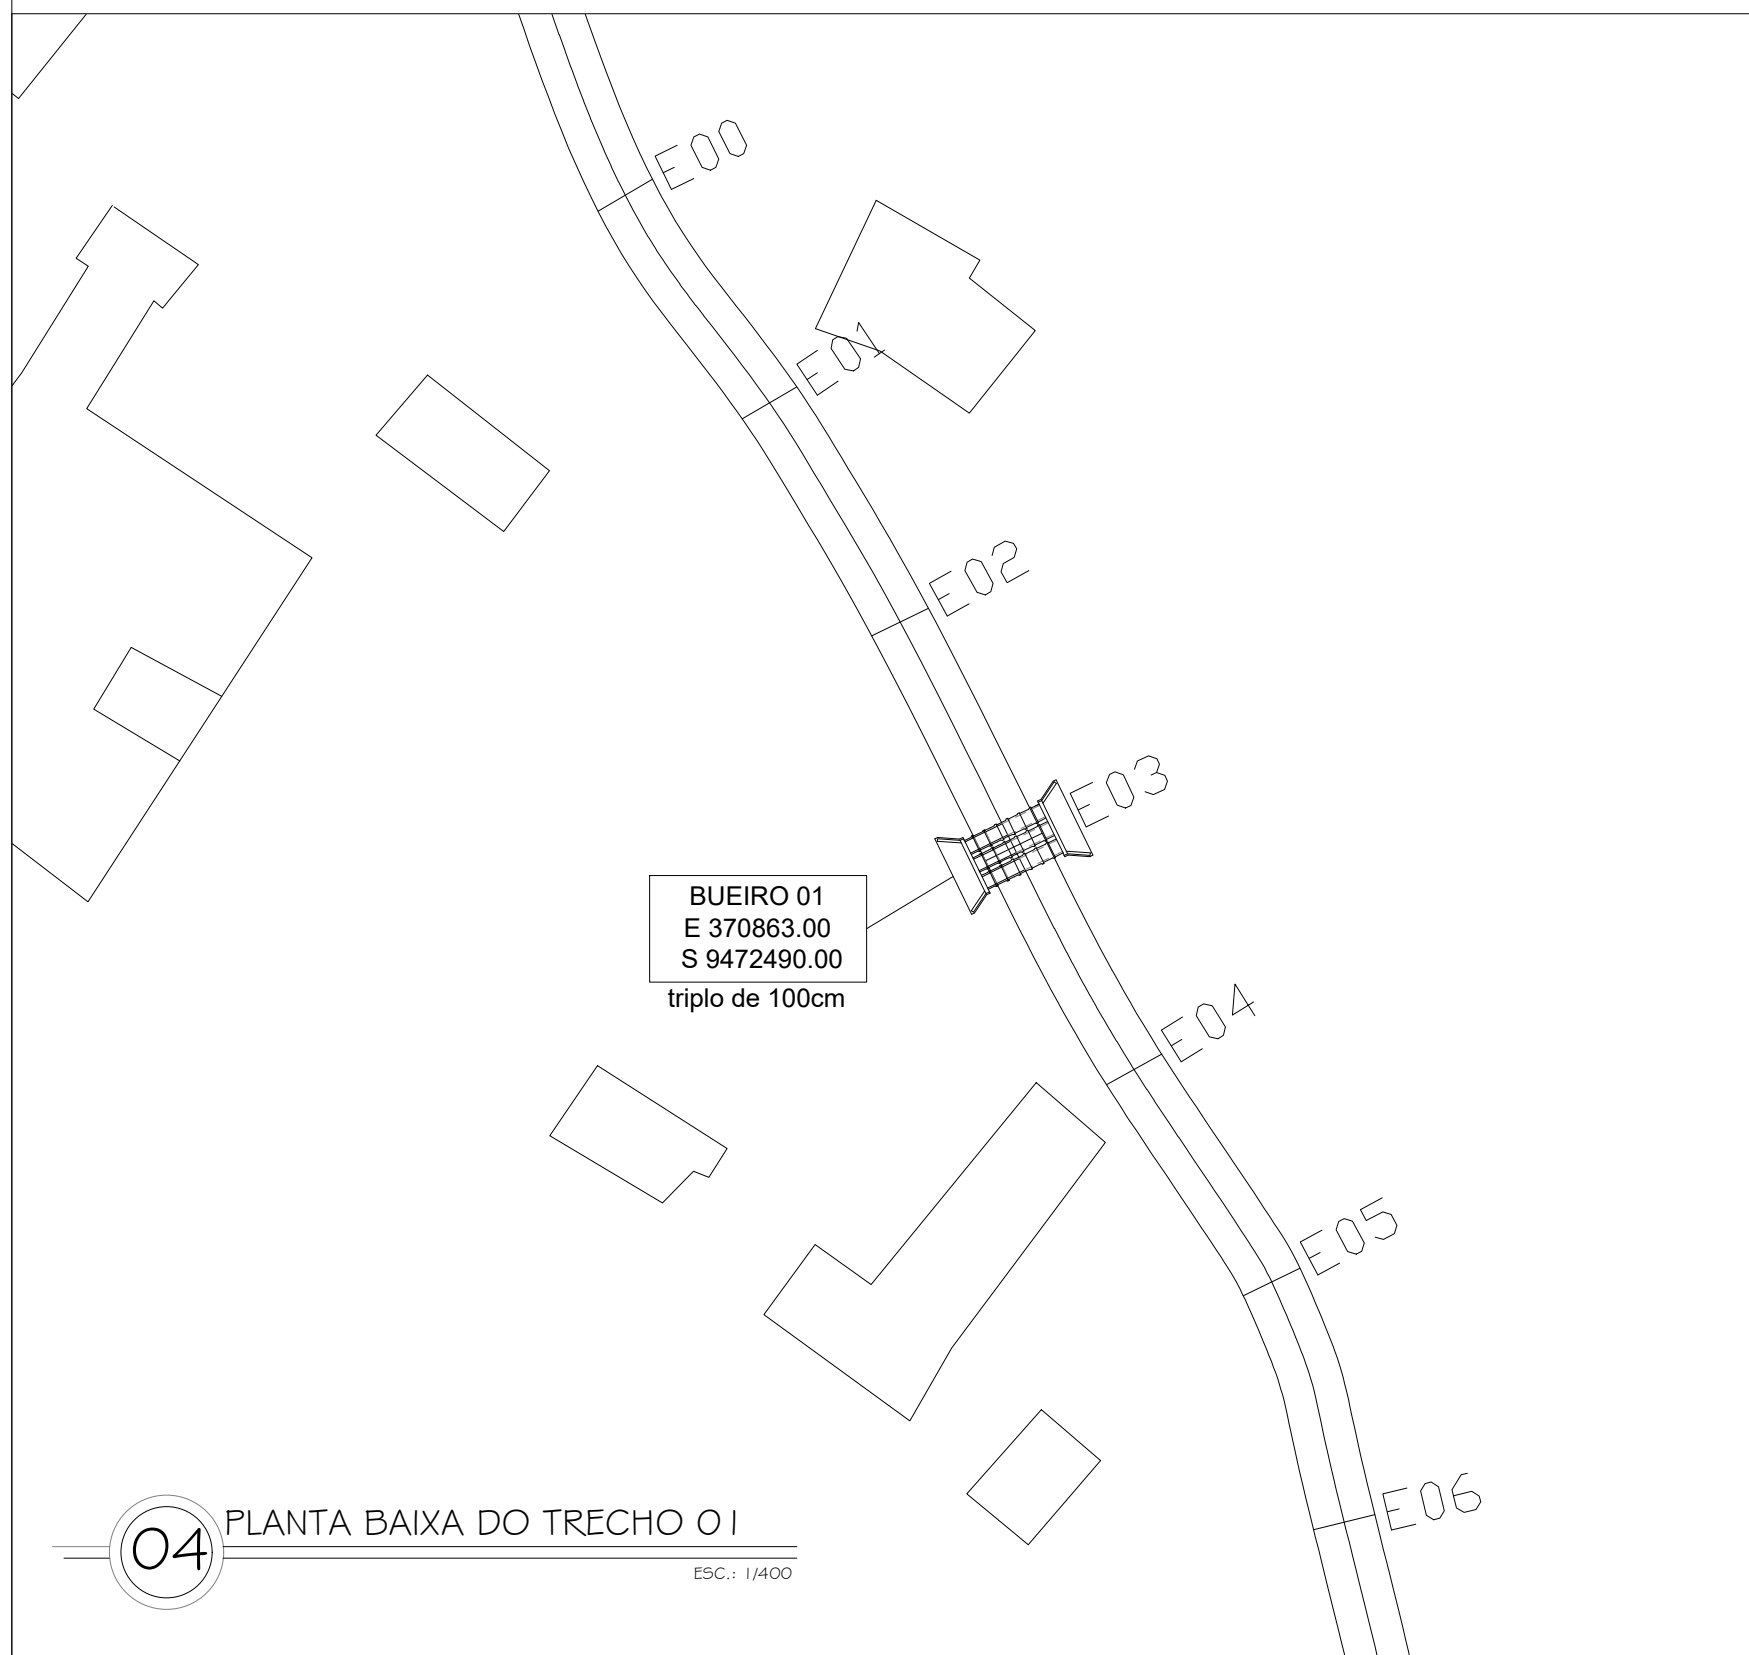 E00
E01
E02
E03
BUEIRO 01
E 370863.00
S 9472490.00
triplo de 100cm
E04
E05
E06
04
PLANTA BAIXA DO TRECHO 01
ESC.: 1/400